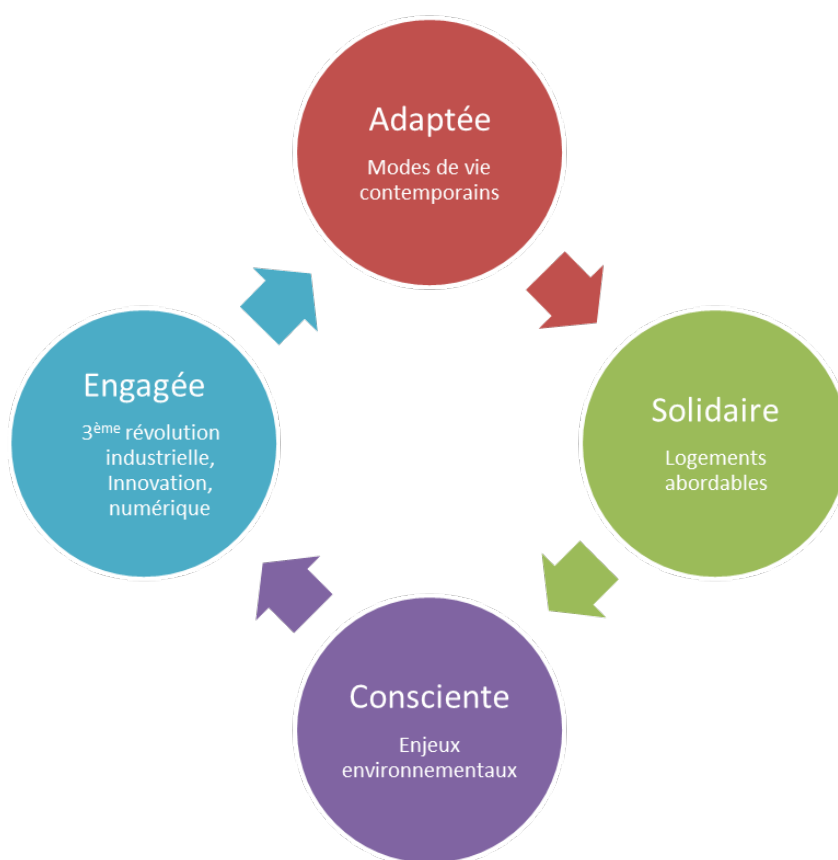 Adaptée
Modes de vie
contemporains
Solidaire
Logements
abordables
Consciente
Enjeux
environnementaux
Engagée
3ème révolution
industrielle,
Innovation,
numérique